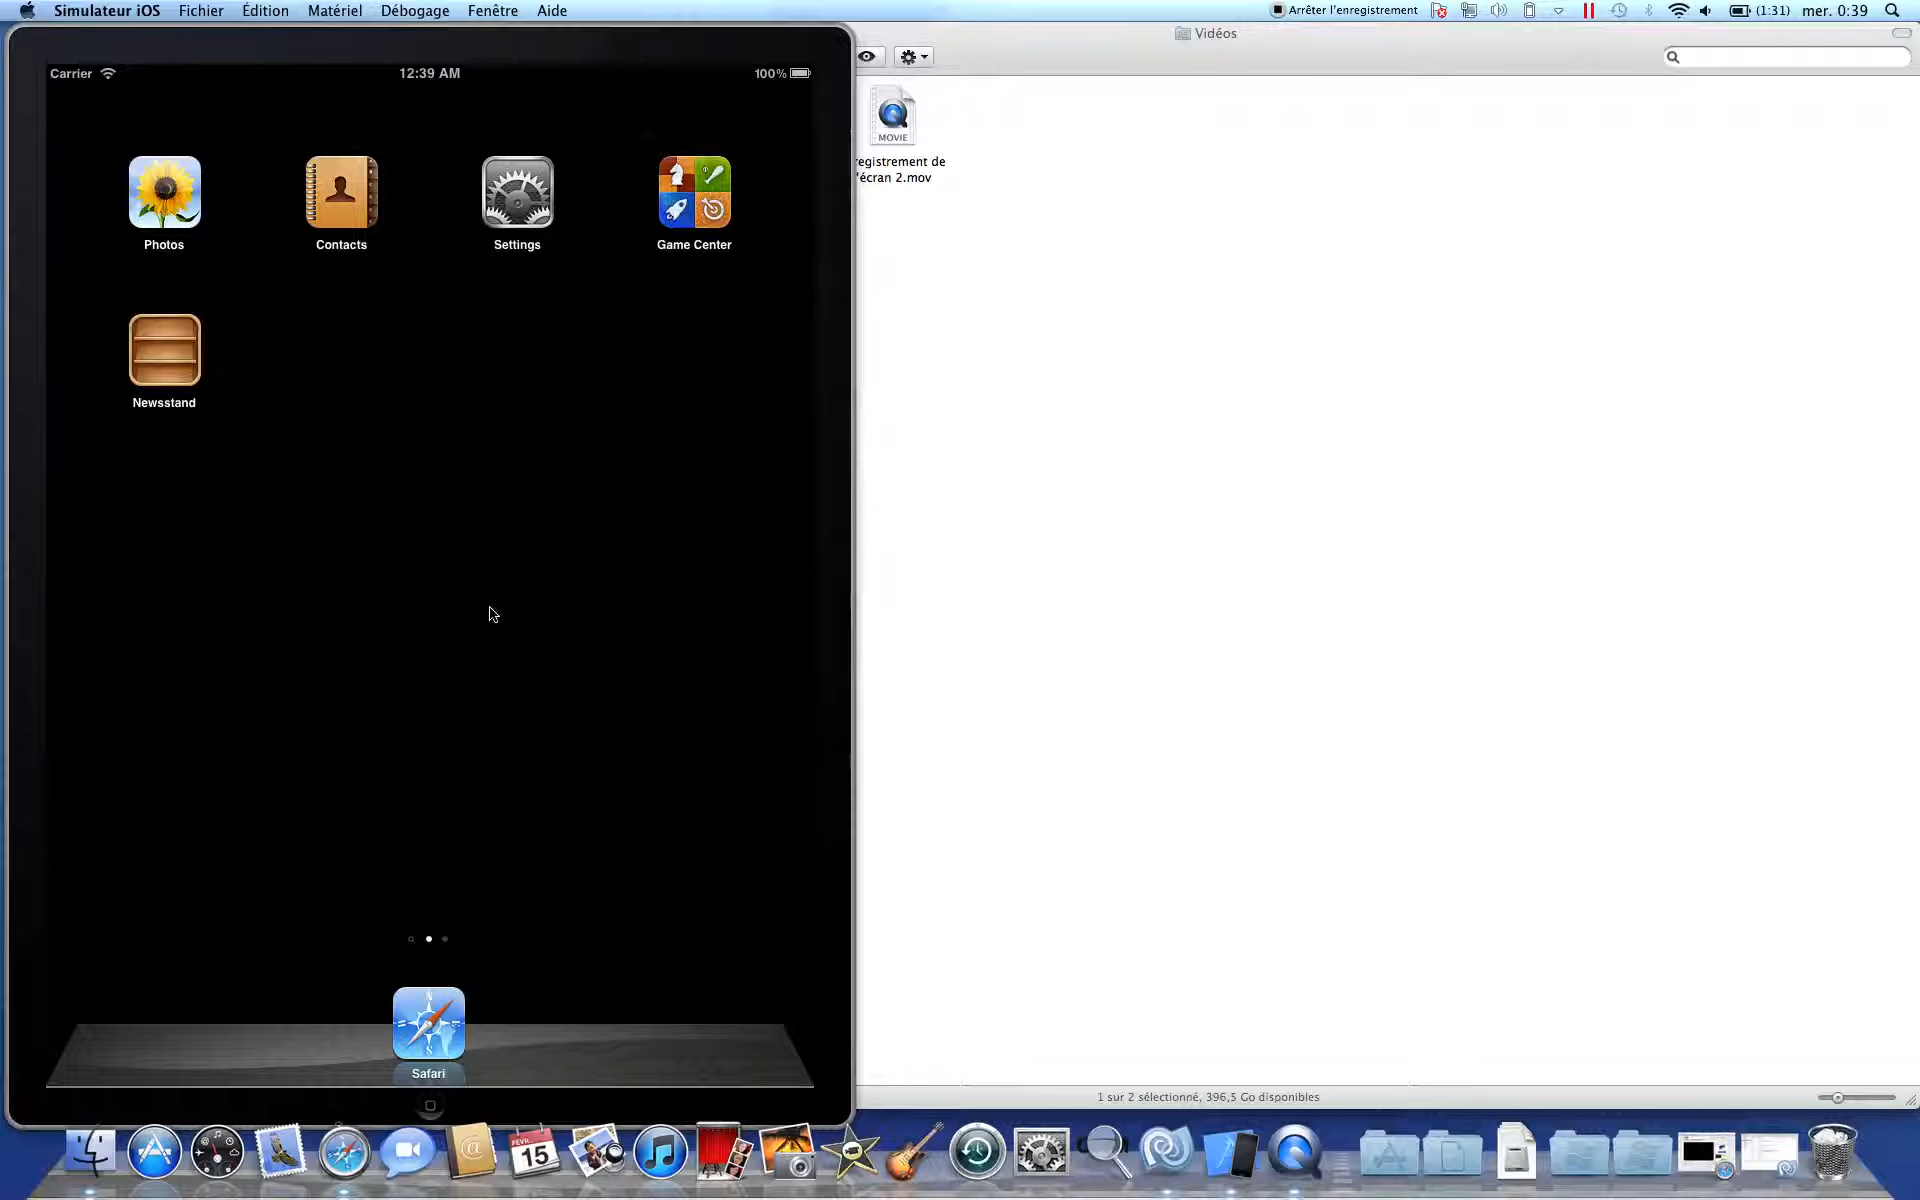 Simulateur iOS Fichier Édition Matériel Débogage Fenêtre Aide
Arrêter l'enregistrement (1:31) mer. 0:39
Vidéos
Carrier 12:39 AM 100%
MOVIE
registrement de
'écran 2.mov
Photos Contacts Settings Game Center
Newsstand
Safari
1 sur 2 sélectionné, 396,5 Go disponibles
FÉVR.
15